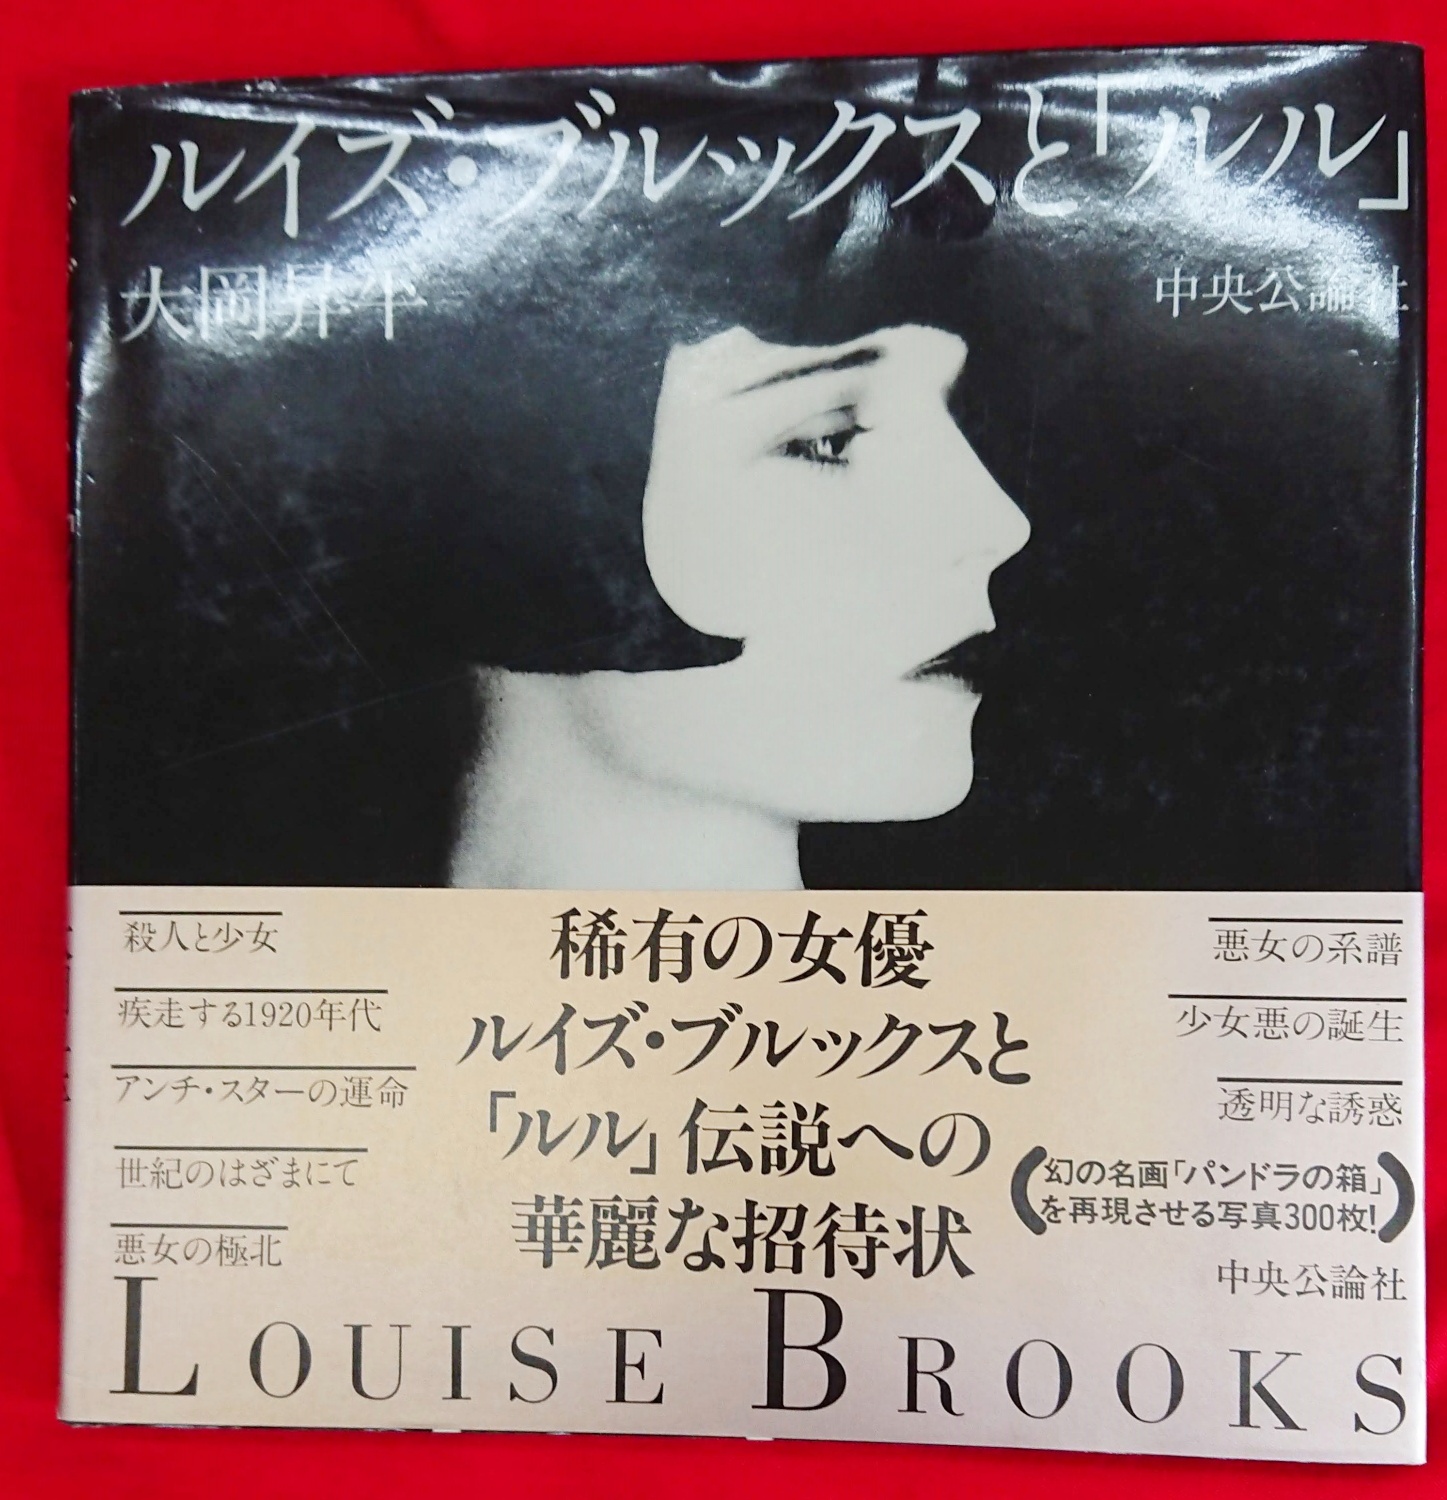 ルイズ・ブルックスと「ルル」
大岡昇平
中央公論社
殺人と少女
疾走する1920年代
アンチ・スターの運命
世紀のはざまにて
悪女の極北
稀有の女優
ルイズ・ブルックスと
「ルル」伝説への
華麗な招待状
悪女の系譜
少女悪の誕生
透明な誘惑
(幻の名画「パンドラの箱」
を再現させる写真300枚!)
中央公論社
LOUISE BROOKS